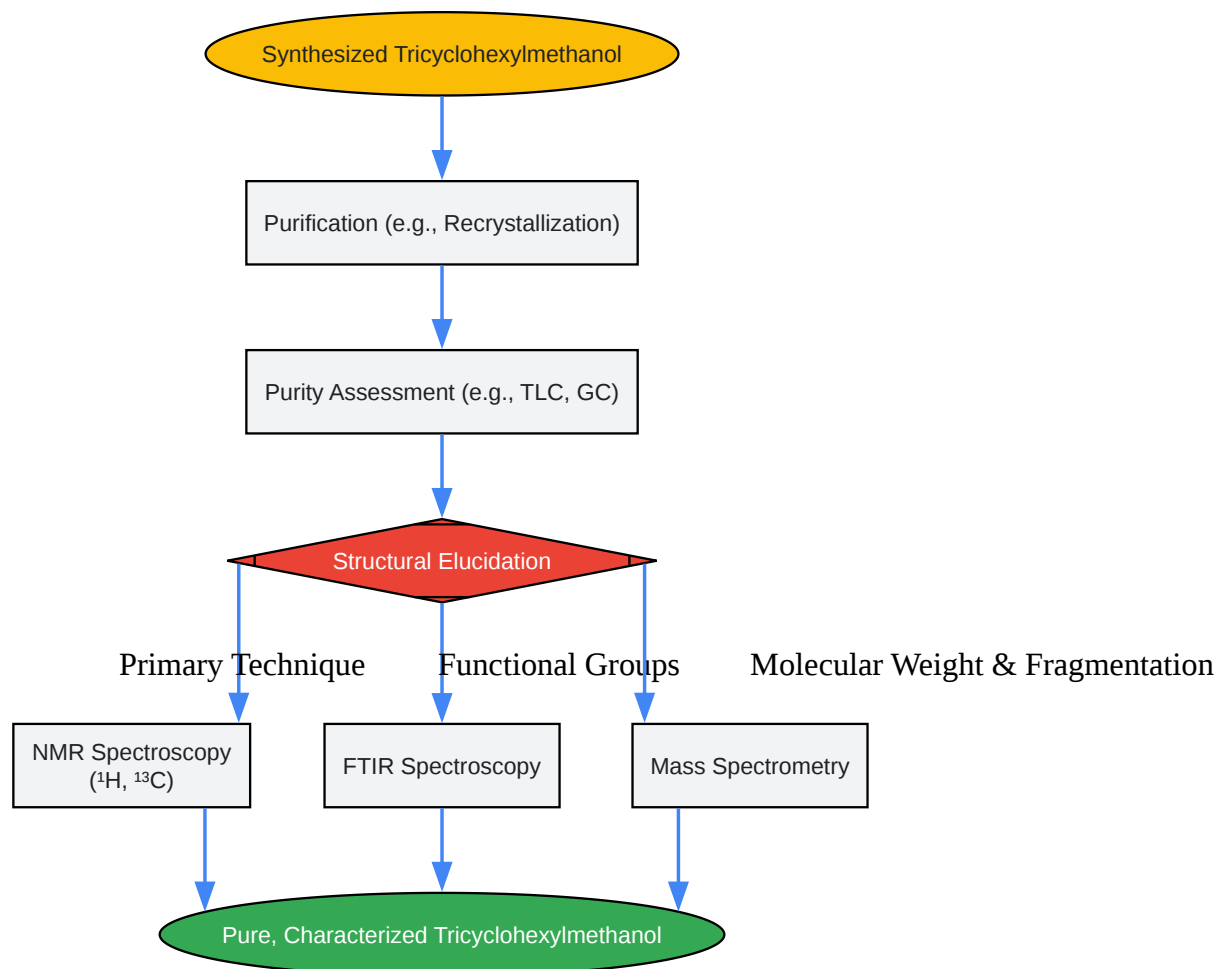 Synthesized Tricyclohexylmethanol
Purification (e.g., Recrystallization)
Purity Assessment (e.g., TLC, GC)
Structural Elucidation
Primary Technique
Functional Groups
Molecular Weight & Fragmentation
NMR Spectroscopy
(¹H, ¹³C)
FTIR Spectroscopy
Mass Spectrometry
Pure, Characterized Tricyclohexylmethanol